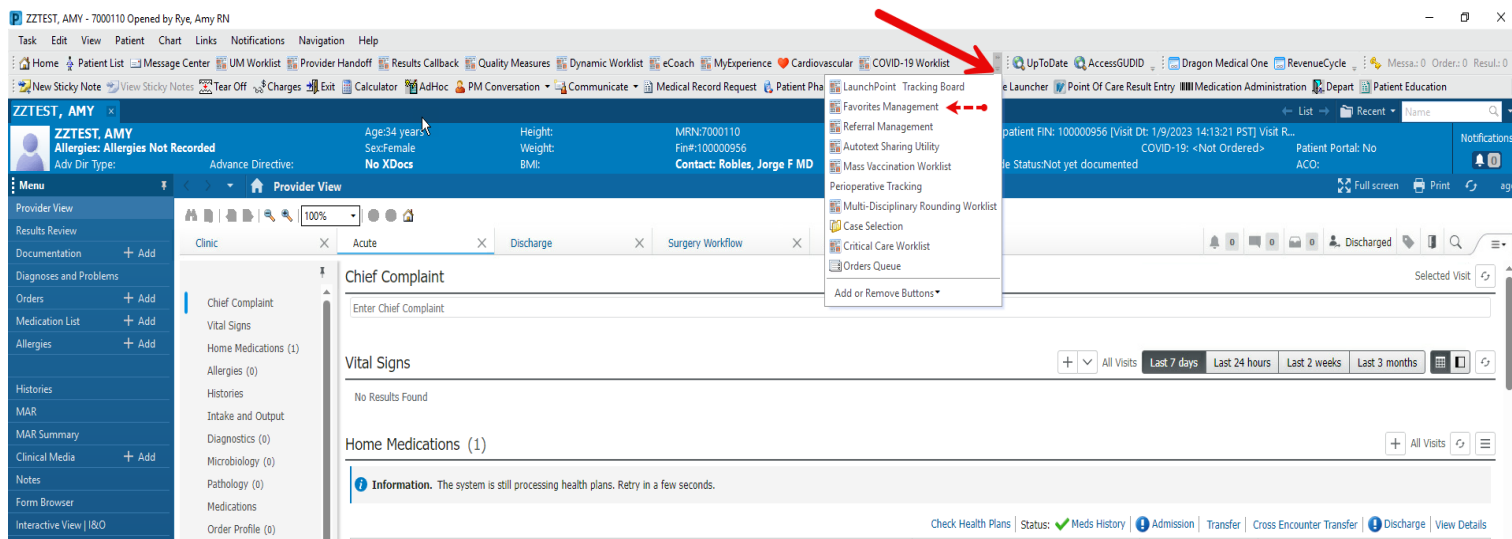 ZZTEST, AMY - 7000110 Opened by Rye, Amy RN
Task Edit View Patient Chart Links Notifications Navigation Help
Home Patient List Message Center UM Worklist Provider Handoff Results Callback Quality Measures Dynamic Worklist eCoach MyExperience Cardiovascular COVID-19 Worklist UpToDate AccessGUDID Dragon Medical One RevenueCycle Messa.: 0 Order.: 0 Resul.: 0
New Sticky Note View Sticky Notes Tear Off Charges Exit Calculator AdHoc PM Conversation Communicate Medical Record Request Patient Pha e Launcher Point Of Care Result Entry Medication Administration Depart Patient Education
LaunchPoint Tracking Board
Favorites Management
Referral Management
Autotext Sharing Utility
Mass Vaccination Worklist
Perioperative Tracking
Multi-Disciplinary Rounding Worklist
Case Selection
Critical Care Worklist
Orders Queue
Add or Remove Buttons
ZZTEST, AMY List Recent Name
ZZTEST, AMY Age:34 years Height: MRN:7000110 patient FIN: 100000956 [Visit Dt: 1/9/2023 14:13:21 PST] Visit R...
Allergies: Allergies Not Recorded Sex:Female Weight: Fin#:100000956 COVID-19: <Not Ordered> Patient Portal: No
Adv Dir Type: Advance Directive: No XDocs BMI: Contact: Robles, Jorge F MD de Status:Not yet documented ACO:
Notifications
0
Menu Provider View Full screen Print ag
Provider View
Results Review
Documentation + Add
Diagnoses and Problems
Orders + Add
Medication List + Add
Allergies + Add
Histories
MAR
MAR Summary
Clinical Media + Add
Notes
Form Browser
Interactive View | I&O
100%
Clinic Acute Discharge Surgery Workflow 0 0 0 Discharged
Chief Complaint
Vital Signs
Home Medications (1)
Allergies (0)
Histories
Intake and Output
Diagnostics (0)
Microbiology (0)
Pathology (0)
Medications
Order Profile (0)
Chief Complaint Selected Visit
Enter Chief Complaint
Vital Signs All Visits Last 7 days Last 24 hours Last 2 weeks Last 3 months
No Results Found
Home Medications (1) All Visits
Information. The system is still processing health plans. Retry in a few seconds.
Check Health Plans Status: Meds History Admission Transfer Cross Encounter Transfer Discharge View Details